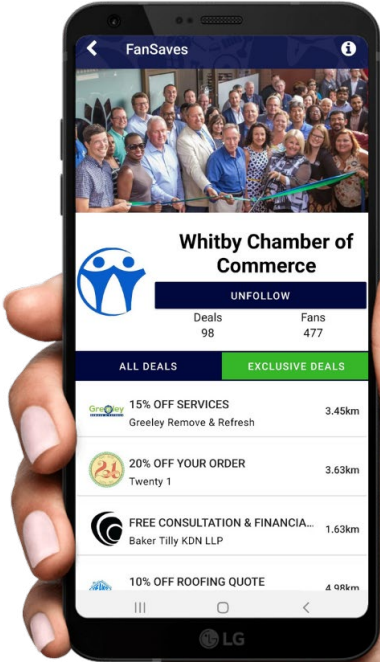 FanSaves
Whitby Chamber of
Commerce
UNFOLLOW
Deals
Fans
98
477
ALL DEALS
EXCLUSIVE DEALS
Greeley
15% OFF SERVICES
Greeley Remove & Refresh
3.45km
21
20% OFF YOUR ORDER
Twenty 1
3.63km
FREE CONSULTATION & FINANCIA...
Baker Tilly KDN LLP
1.63km
10% OFF ROOFING QUOTE
4.98km
LG